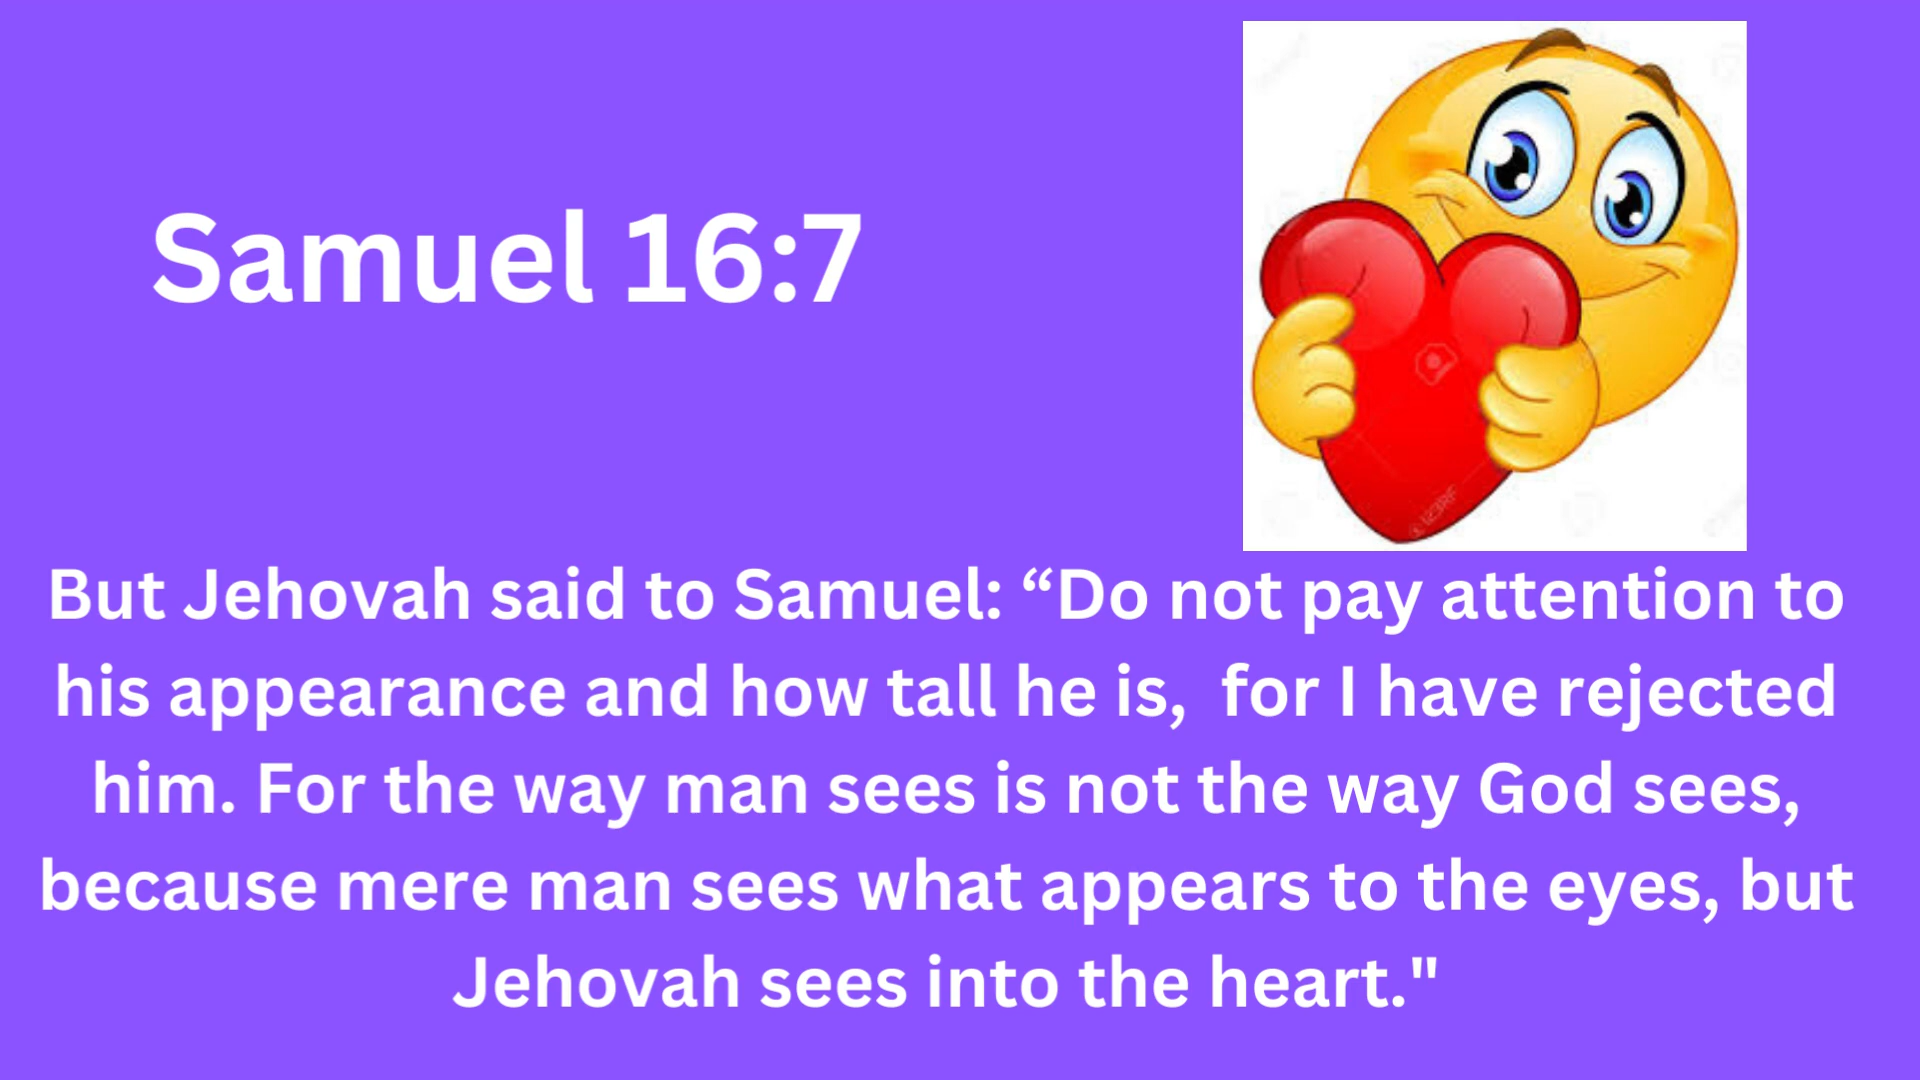 Samuel 16:7
But Jehovah said to Samuel: “Do not pay attention to
his appearance and how tall he is,  for I have rejected
him. For the way man sees is not the way God sees,
because mere man sees what appears to the eyes, but
Jehovah sees into the heart."
123RF